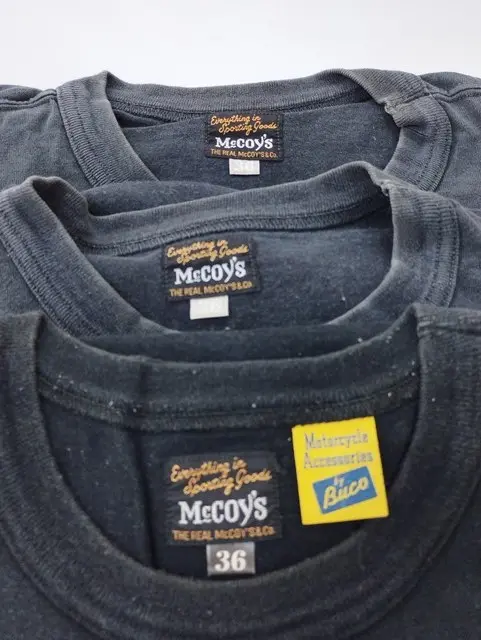 Everything in
Sporting Goods
McCOY'S
THE REAL McCOY'S & Co.
Everything in
Sporting Goods
McCOY'S
THE REAL McCOY'S & Co.
Motorcycle
Accessories
by
Buco
Everything in
Sporting Goods
McCOY'S
THE REAL McCOY'S & Co.
36